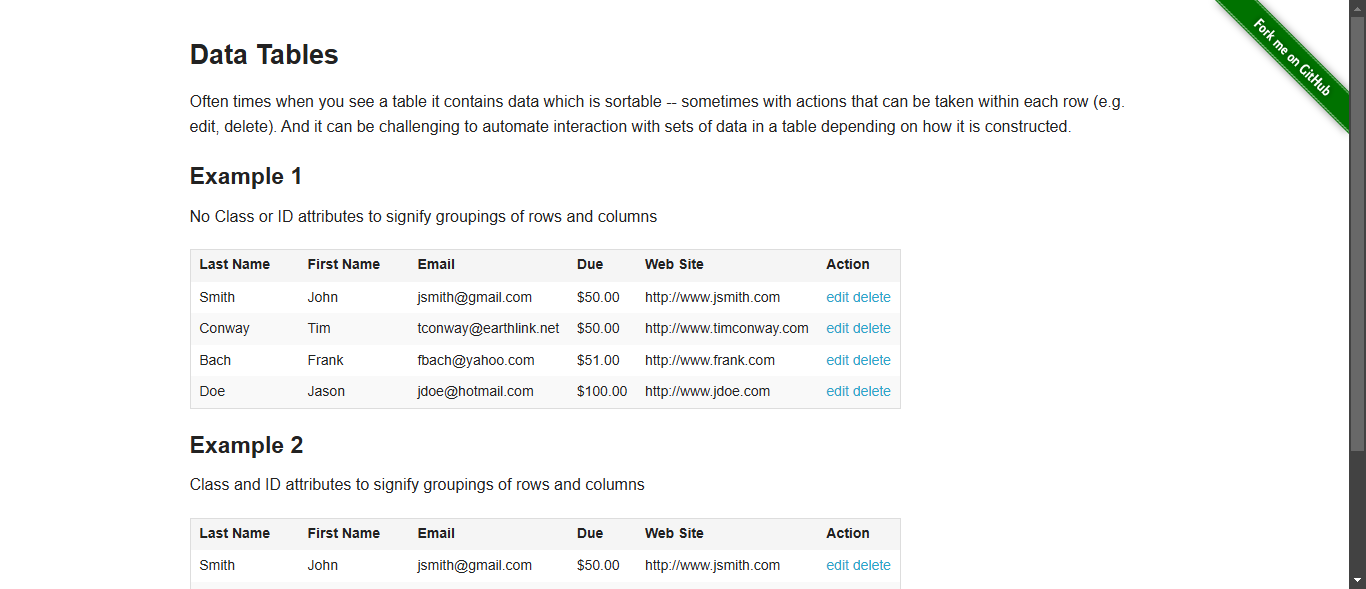 Fork me on GitHub
Data Tables
Often times when you see a table it contains data which is sortable -- sometimes with actions that can be taken within each row (e.g.
edit, delete). And it can be challenging to automate interaction with sets of data in a table depending on how it is constructed.
Example 1
No Class or ID attributes to signify groupings of rows and columns
Last Name First Name Email Due Web Site Action
Smith John jsmith@gmail.com $50.00 http://www.jsmith.com edit delete
Conway Tim tconway@earthlink.net $50.00 http://www.timconway.com edit delete
Bach Frank fbach@yahoo.com $51.00 http://www.frank.com edit delete
Doe Jason jdoe@hotmail.com $100.00 http://www.jdoe.com edit delete
Example 2
Class and ID attributes to signify groupings of rows and columns
Last Name First Name Email Due Web Site Action
Smith John jsmith@gmail.com $50.00 http://www.jsmith.com edit delete